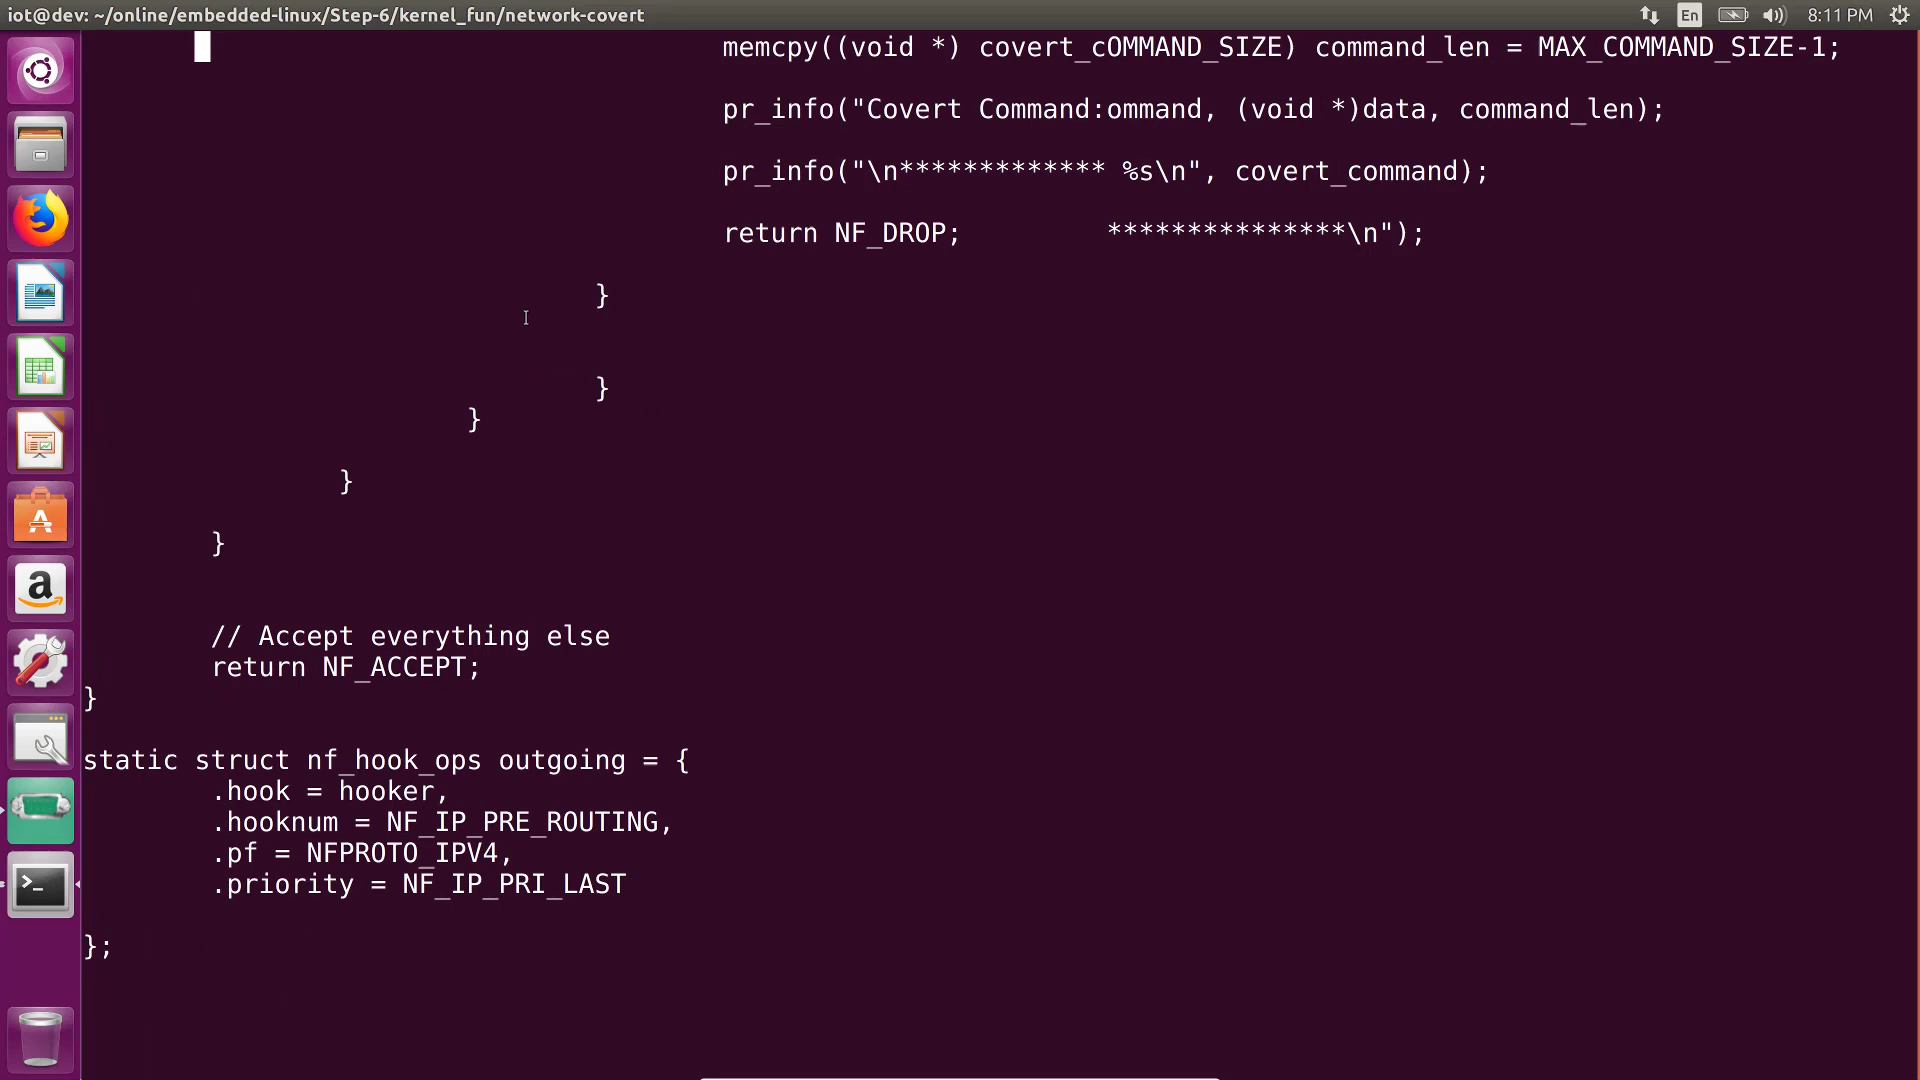 iot@dev: ~/online/embedded-linux/Step-6/kernel_fun/network-covert
En
8:11 PM
memcpy((void *) covert_cOMMAND_SIZE) command_len = MAX_COMMAND_SIZE-1;
pr_info("Covert Command:ommand, (void *)data, command_len);
pr_info("\n************* %s\n", covert_command);
return NF_DROP; ***************\n");
}
}
}
}
}
// Accept everything else
return NF_ACCEPT;
}
static struct nf_hook_ops outgoing = {
.hook = hooker,
.hooknum = NF_IP_PRE_ROUTING,
.pf = NFPROTO_IPV4,
.priority = NF_IP_PRI_LAST
};